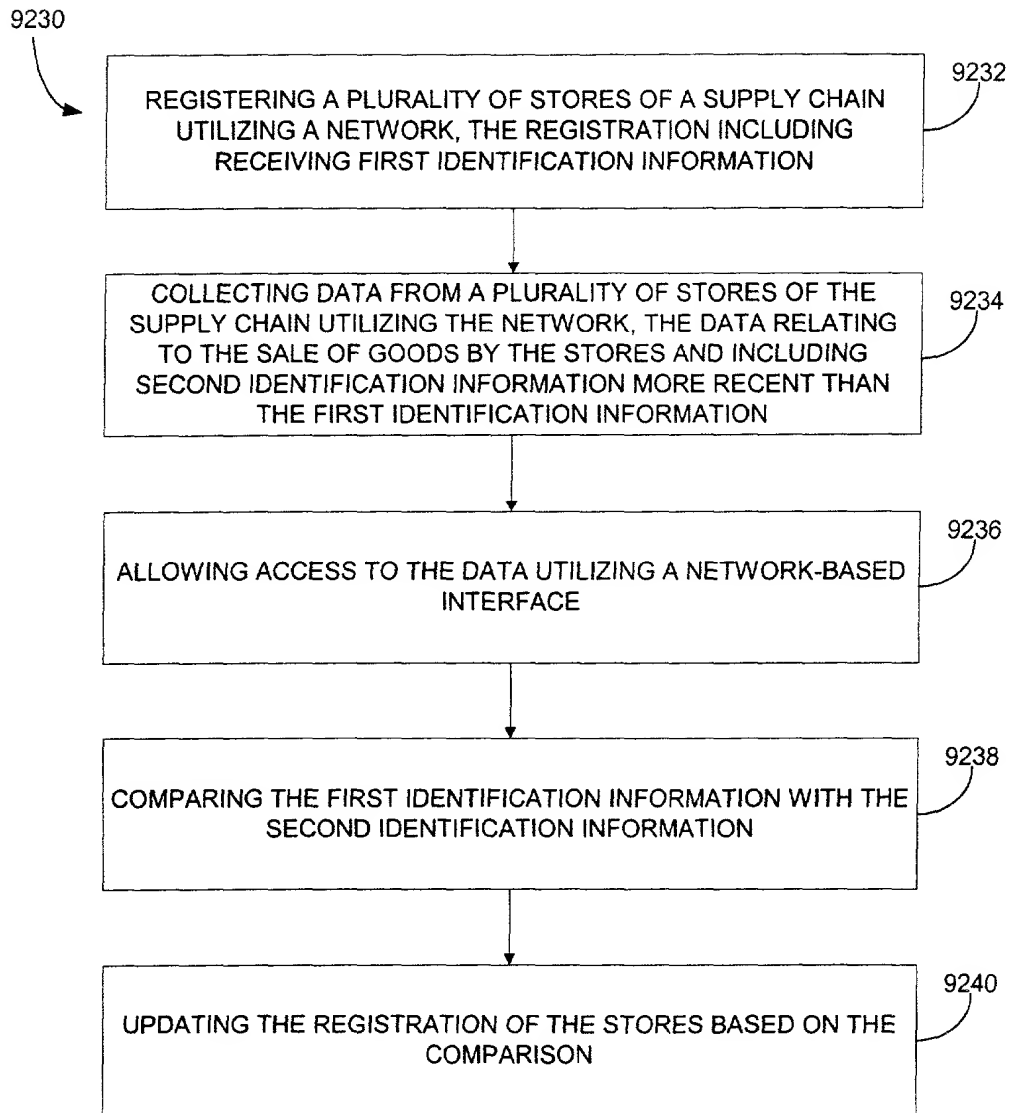 9230
9232
REGISTERING A PLURALITY OF STORES OF A SUPPLY CHAIN
UTILIZING A NETWORK, THE REGISTRATION INCLUDING
RECEIVING FIRST IDENTIFICATION INFORMATION
9234
COLLECTING DATA FROM A PLURALITY OF STORES OF THE
SUPPLY CHAIN UTILIZING THE NETWORK, THE DATA RELATING
TO THE SALE OF GOODS BY THE STORES AND INCLUDING
SECOND IDENTIFICATION INFORMATION MORE RECENT THAN
THE FIRST IDENTIFICATION INFORMATION
9236
ALLOWING ACCESS TO THE DATA UTILIZING A NETWORK-BASED
INTERFACE
9238
COMPARING THE FIRST IDENTIFICATION INFORMATION WITH THE
SECOND IDENTIFICATION INFORMATION
9240
UPDATING THE REGISTRATION OF THE STORES BASED ON THE
COMPARISON